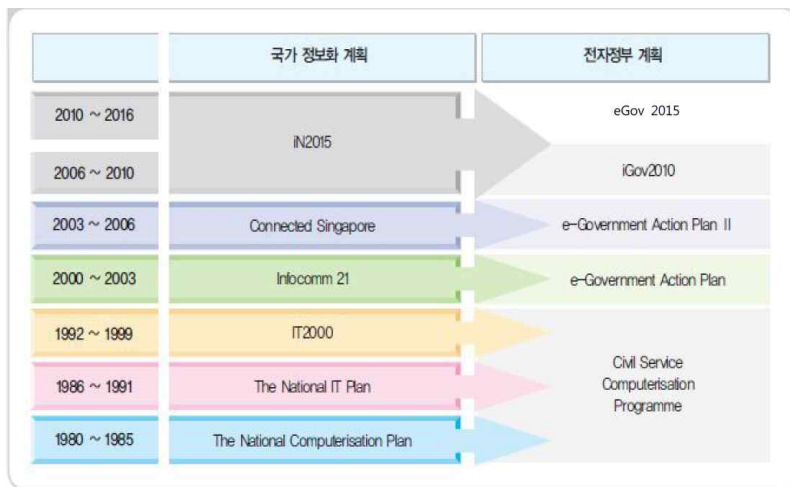 국가 정보화 계획
전자정부 계획
2010 ~ 2016
2006 ~ 2010
iN2015
eGov 2015
iGov2010
2003 ~ 2006
Connected Singapore
e-Government Action Plan II
2000 ~ 2003
Infocomm 21
e-Government Action Plan
1992 ~ 1999
IT2000
1986 ~ 1991
The National IT Plan
1980 ~ 1985
The National Computerisation Plan
Civil Service
Computerisation
Programme